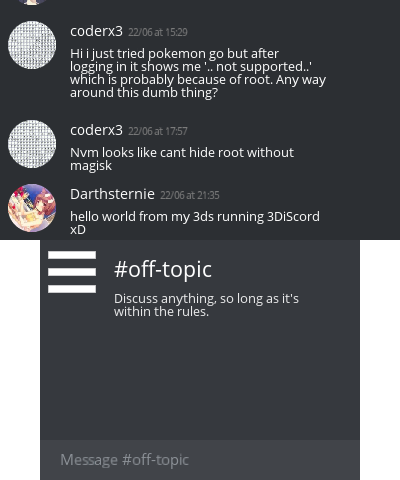 coderx3 22/06 at 15:29
Hi i just tried pokemon go but after
logging in it shows me '.. not supported..'
which is probably because of root. Any way
around this dumb thing?
coderx3 22/06 at 17:57
Nvm looks like cant hide root without
magisk
Darthsternie 22/06 at 21:35
hello world from my 3ds running 3DiScord
xD
#off-topic
Discuss anything, so long as it's
within the rules.
Message #off-topic